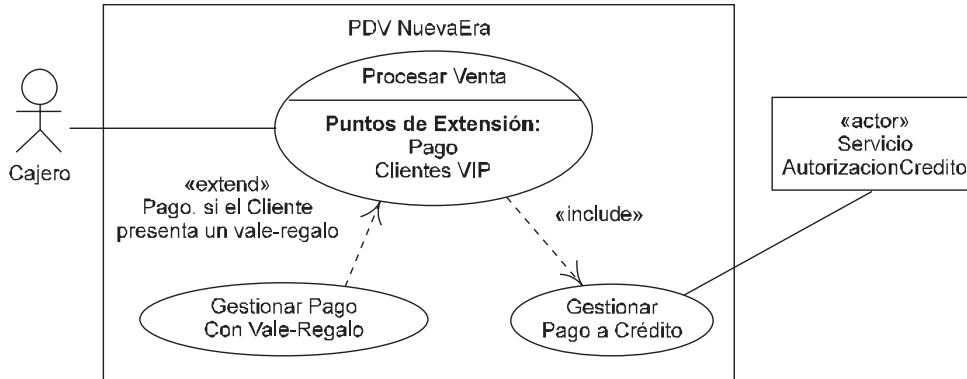 PDV NuevaEra
Procesar Venta
Puntos de Extensión:
Pago
Clientes VIP
Cajero
«actor»
Servicio
AutorizacionCredito
«extend»
Pago. si el Cliente
presenta un vale-regalo
«include»
Gestionar Pago
Con Vale-Regalo
Gestionar
Pago a Crédito